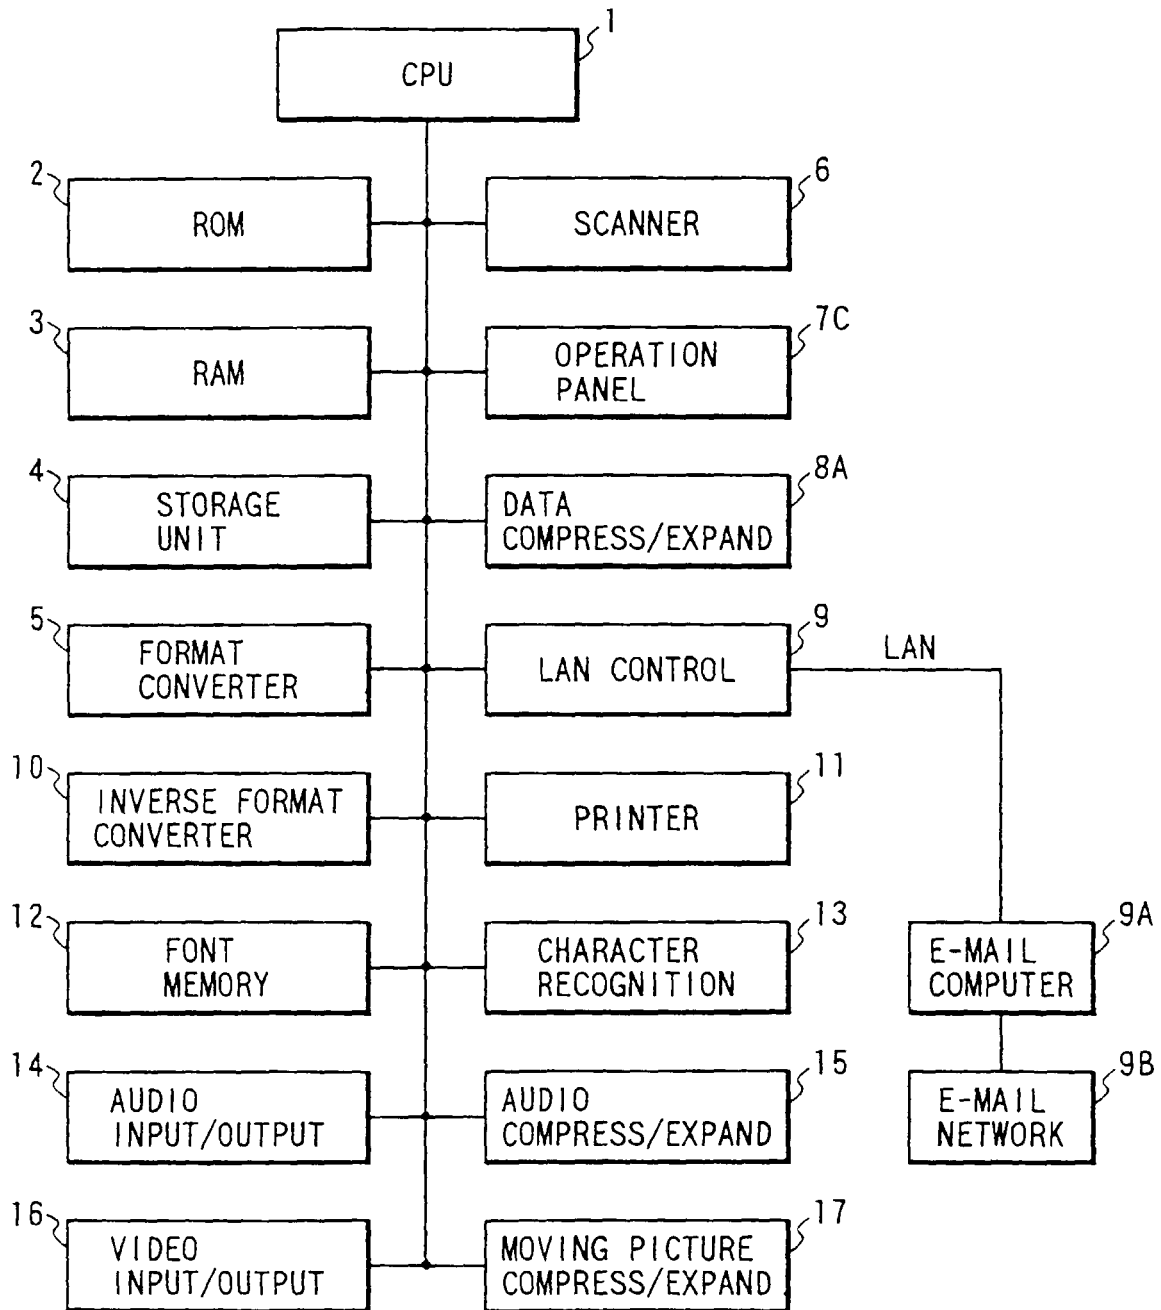 1
CPU
2
ROM
6
SCANNER
3
RAM
7C
OPERATION
PANEL
4
STORAGE
UNIT
8A
DATA
COMPRESS/EXPAND
5
FORMAT
CONVERTER
9
LAN CONTROL
LAN
10
INVERSE FORMAT
CONVERTER
11
PRINTER
12
FONT
MEMORY
13
CHARACTER
RECOGNITION
9A
E-MAIL
COMPUTER
14
AUDIO
INPUT/OUTPUT
15
AUDIO
COMPRESS/EXPAND
9B
E-MAIL
NETWORK
16
VIDEO
INPUT/OUTPUT
17
MOVING PICTURE
COMPRESS/EXPAND